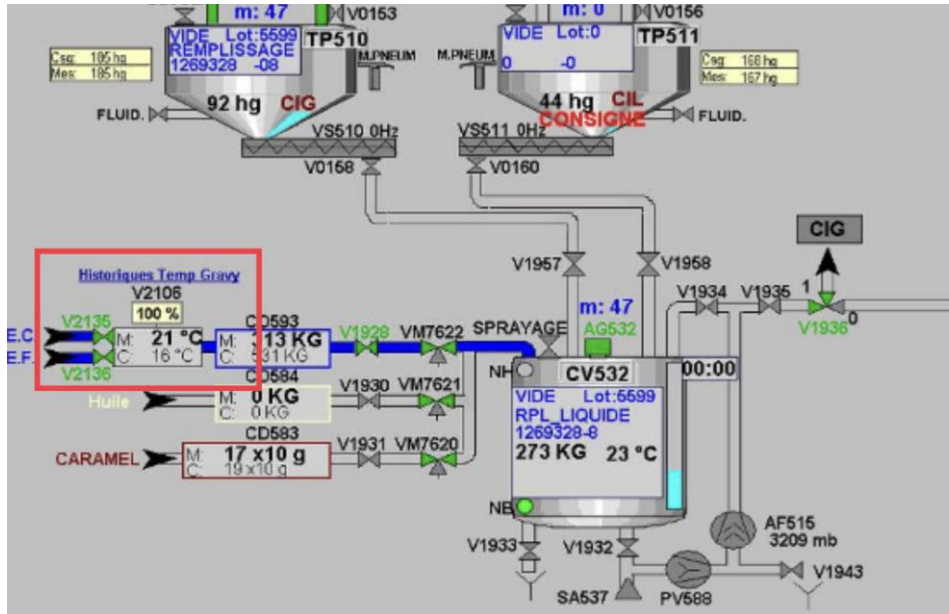 m: 47
V0153
m: 0
V0156
VIDE Lot:5599
REMPLISSAGE
1269328 -08
TP510
M.PNEUM
M.PNEUM
VIDE Lot:0
0 -0
TP511
Csg: 185 hg
Mes: 185 hg
Csg: 168 hg
Mes: 167 hg
92 hg CIG
44 hg CIL
CONSIGNE
FLUID.
FLUID.
VS510 0Hz
VS511 0Hz
V0158
V0160
CIG
V1957
V1958
Historiques Temp Gravy
V2106
100 %
V2135
E.C
M: 21 °C
C: 16 °C
E.F.
V2136
CD593
M: 313 KG
C: 531 KG
V1928
VM7622
SPRAYAGE
m: 47
AG532
V1934
V1935
1
0
V1936
CD584
Huile
M: 0 KG
C: 0 KG
V1930
VM7621
NH
CV532
00:00
VIDE Lot:5599
RPL_LIQUIDE
1269328-8
273 KG 23 °C
CD583
CARAMEL
M: 17 x10 g
C: 19 x10 g
V1931
VM7620
NB
AF515
3209 mb
V1933
V1932
V1943
SA537
PV588